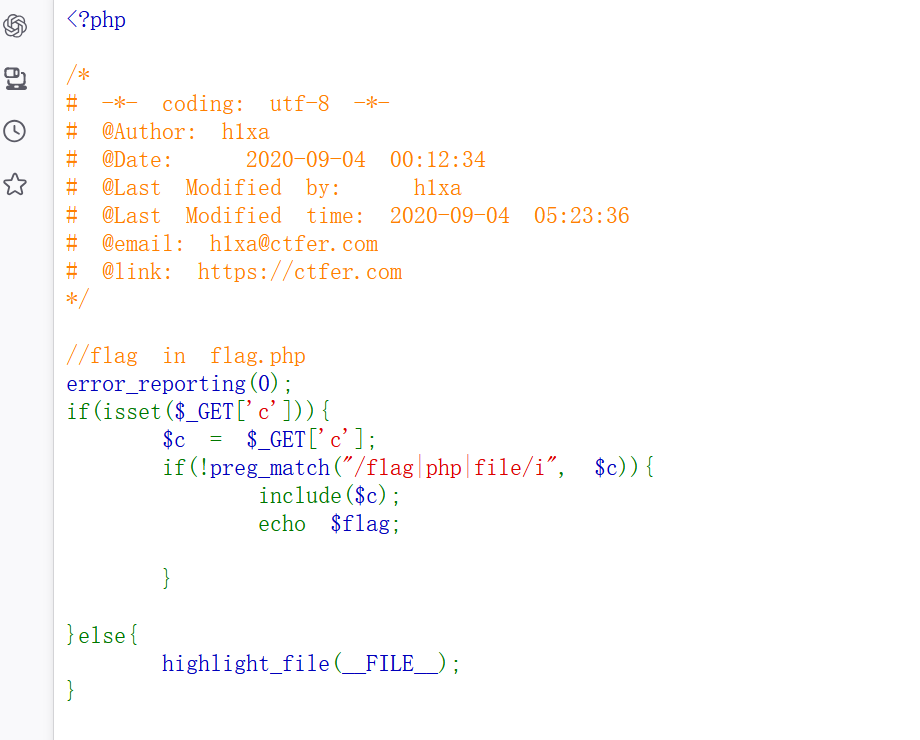 <?php
/*
# -*- coding: utf-8 -*-
# @Author: h1xa
# @Date:   2020-09-04 00:12:34
# @Last Modified by:   h1xa
# @Last Modified time: 2020-09-04 05:23:36
# @email: h1xa@ctfer.com
# @link: https://ctfer.com
*/
//flag in flag.php
error_reporting(0);
if(isset($_GET['c'])){
    $c = $_GET['c'];
    if(!preg_match("/flag|php|file/i", $c)){
        include($c);
        echo $flag;
    }
}else{
    highlight_file(__FILE__);
}